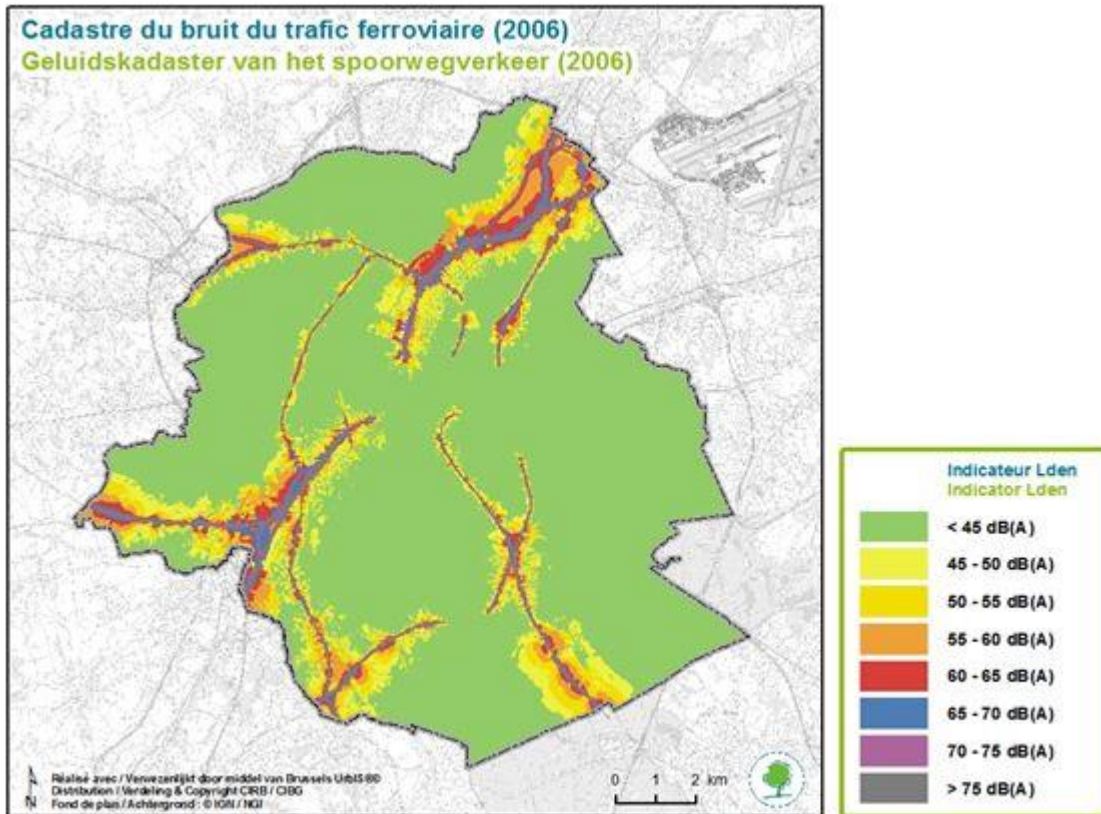 Cadastre du bruit du trafic ferroviaire (2006)
Geluidskadaster van het spoorwegverkeer (2006)
Indicateur Lden
Indicator Lden
< 45 dB(A)
45 - 50 dB(A)
50 - 55 dB(A)
55 - 60 dB(A)
60 - 65 dB(A)
65 - 70 dB(A)
70 - 75 dB(A)
> 75 dB(A)
N
Réalisé avec / Verwezenlijkt door middel van Brussels UrbIS®©
Distribution / Verdeling & Copyright CIRB / CIBG
Fond de plan / Achtergrond : © IGN / NGI
0 1 2 km